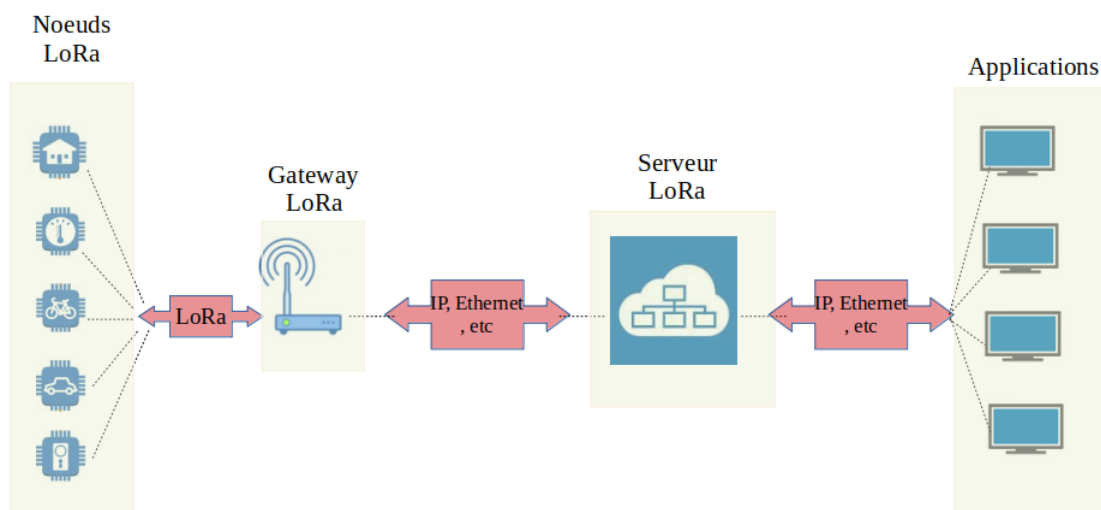 Noeuds
LoRa
Gateway
LoRa
Serveur
LoRa
Applications
LoRa
IP, Ethernet
, etc
IP, Ethernet
, etc